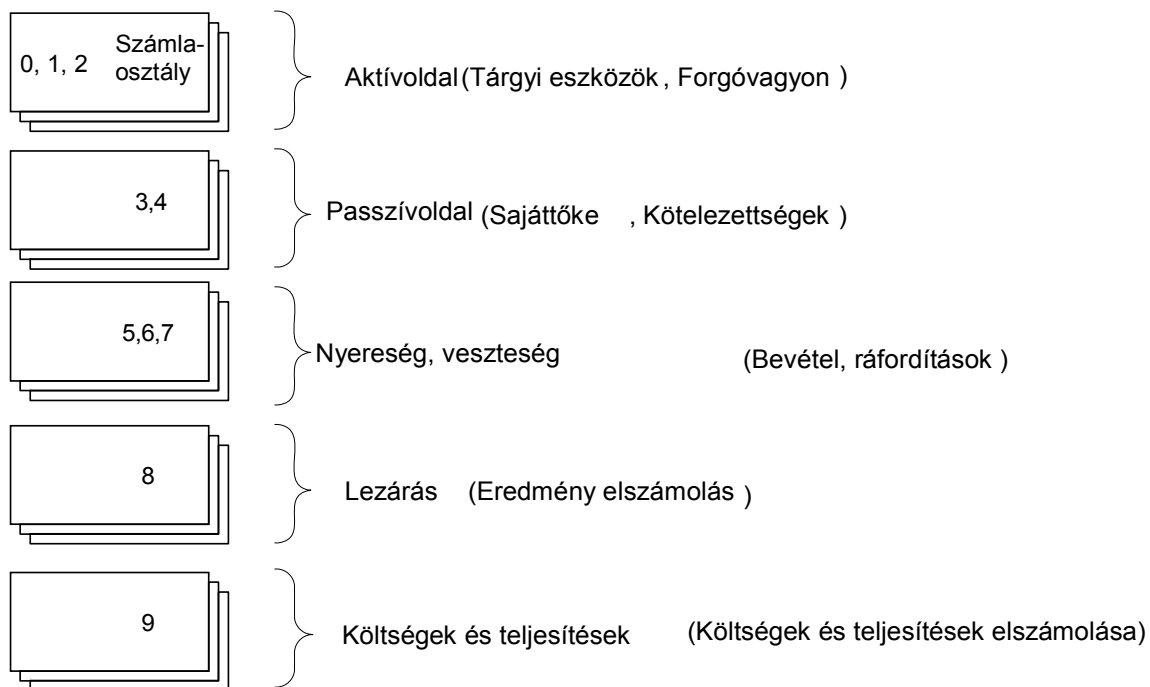 0, 1, 2 Számla-
osztály
Aktívoldal (Tárgyi eszközök , Forgóvagyon )
3,4
Passzívoldal (Sajáttőke , Kötelezettségek )
5,6,7
Nyereség, veszteség (Bevétel, ráfordítások )
8
Lezárás (Eredmény elszámolás )
9
Költségek és teljesítések (Költségek és teljesítések elszámolása)